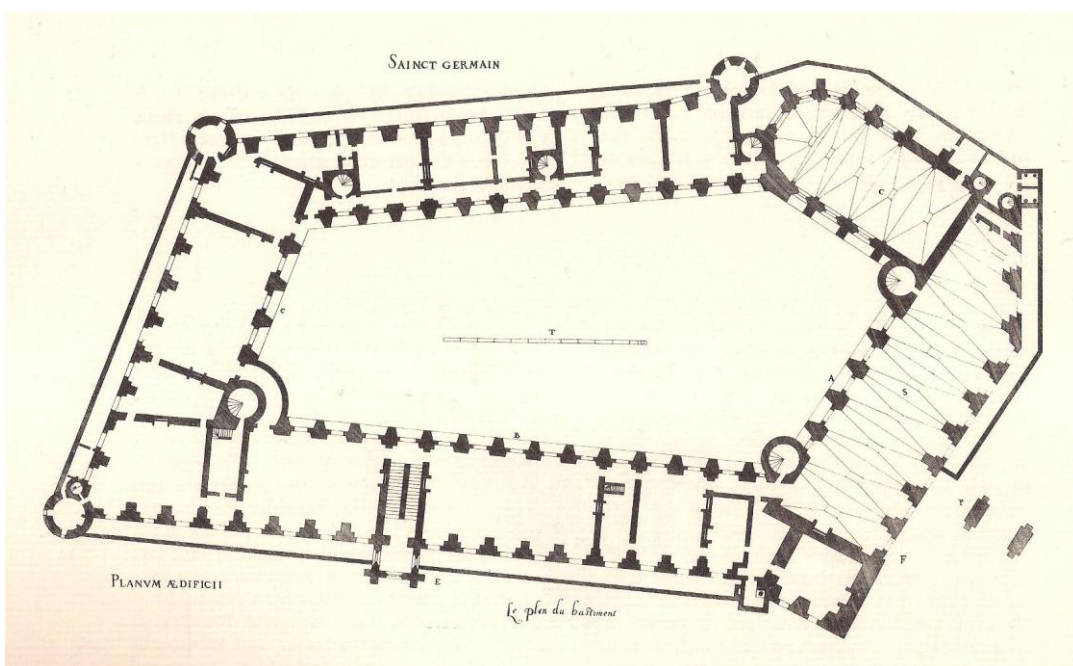 SAINCT GERMAIN
C
T
C
A
S
B
P
F
E
PLANVM ÆDIFICII
Le plan du bastiment